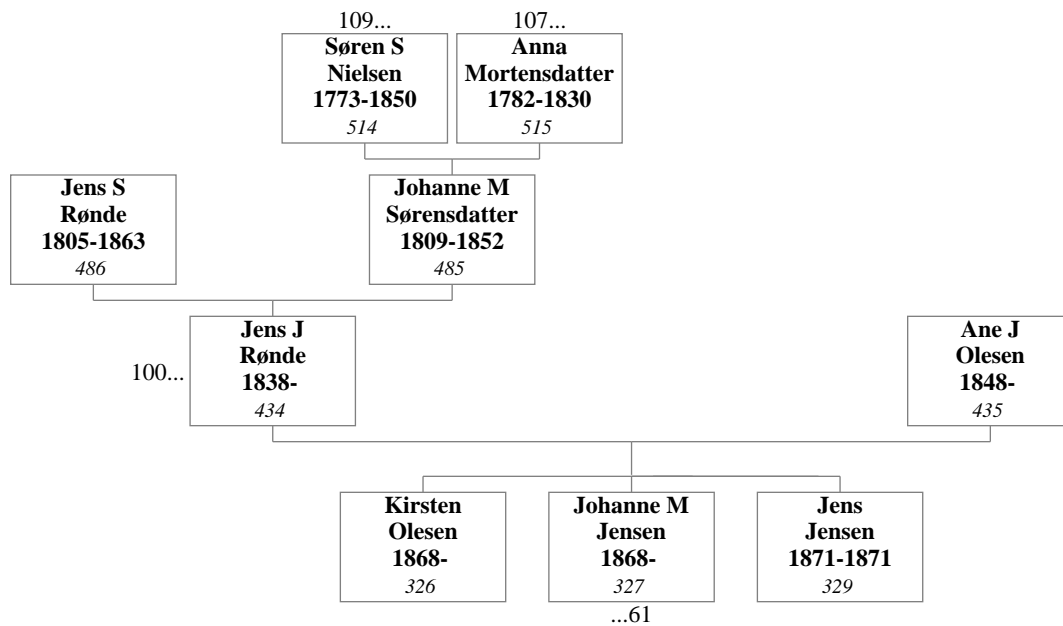 109...
107...
Søren S
Nielsen
1773-1850
514
Anna
Mortensdatter
1782-1830
515
Jens S
Rønde
1805-1863
486
Johanne M
Sørensdatter
1809-1852
485
100...
Jens J
Rønde
1838-
434
Ane J
Olesen
1848-
435
Kirsten
Olesen
1868-
326
Johanne M
Jensen
1868-
327
Jens
Jensen
1871-1871
329
...61